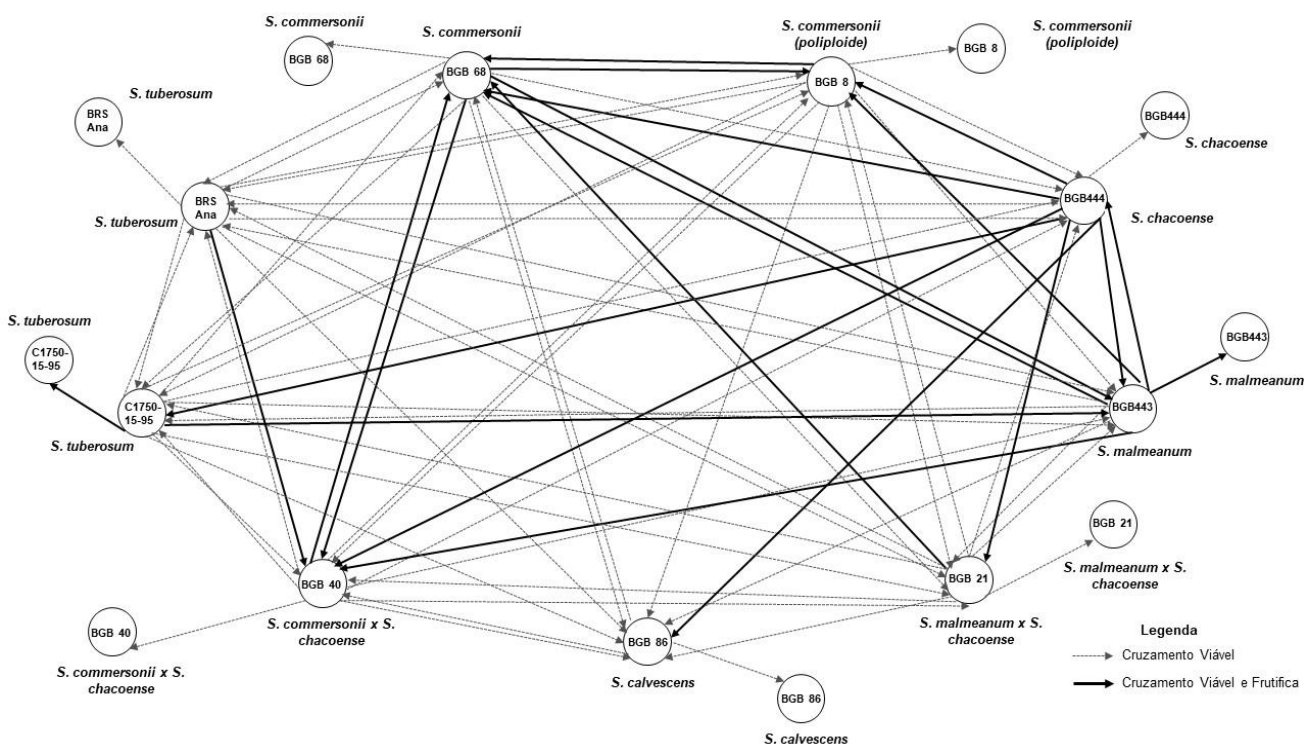 S. commersonii
BGB 68
S. commersonii
BGB 68
S. commersonii
(poliploide)
BGB 8
BGB 8
S. commersonii
(poliploide)
S. tuberosum
BRS
Ana
BRS
Ana
S. tuberosum
BGB444
S. chacoense
BGB444
S. chacoense
S. tuberosum
C1750-
15-95
C1750-
15-95
S. tuberosum
BGB443
S. malmeanum
BGB443
S. malmeanum
BGB 21
S. malmeanum x S.
chacoense
BGB 40
S. commersonii x S.
chacoense
BGB 21
S. malmeanum x S.
chacoense
BGB 40
S. commersonii x S.
chacoense
BGB 86
S. calvescens
BGB 86
S. calvescens
Legenda
Cruzamento Viável
Cruzamento Viável e Frutifica